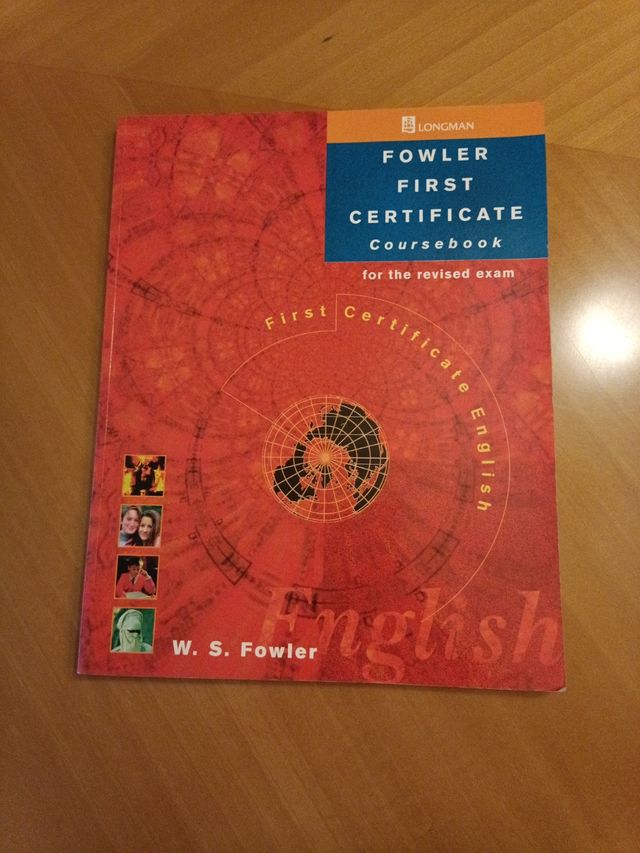 LONGMAN
FOWLER
FIRST
CERTIFICATE
Coursebook
for the revised exam
First Certificate English
English
W. S. Fowler